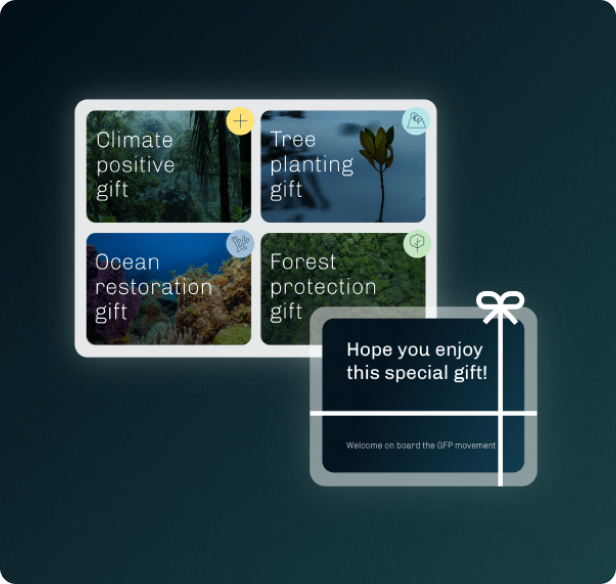 Climate
positive
gift
Tree
planting
gift
Ocean
restoration
gift
Forest
protection
gift
Hope you enjoy
this special gift!
Welcome on board the GFP movement